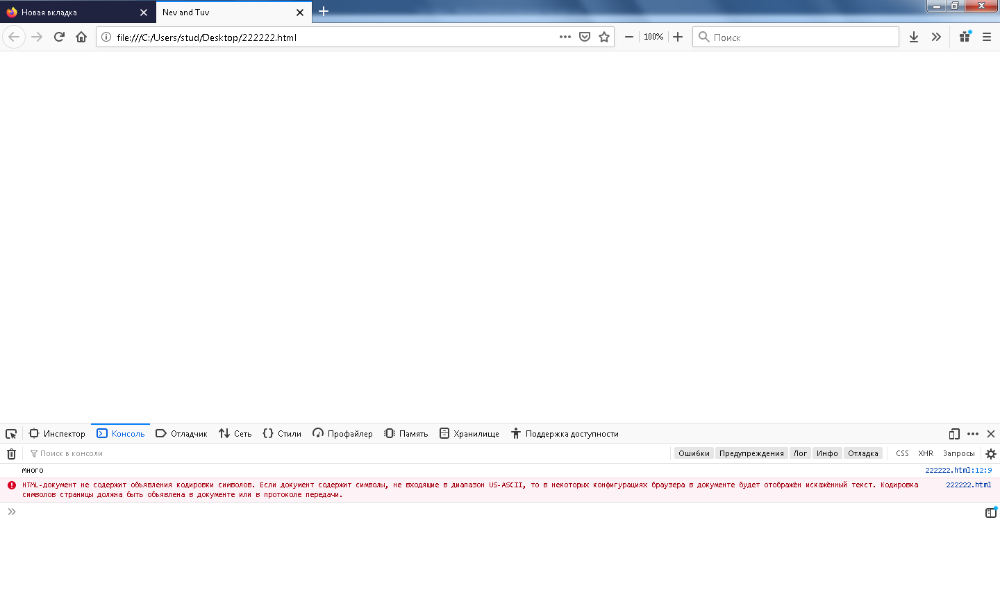 Новая вкладка
Nev and Tuv
file:///C:/Users/stud/Desktop/222222.html
100%
Поиск
Инспектор
Консоль
Отладчик
Сеть
Стили
Профайлер
Память
Хранилище
Поддержка доступности
Поиск в консоли
Ошибки
Предупреждения
Лог
Инфо
Отладка
CSS
XHR
Запросы
Много
222222.html:12:9
HTML-документ не содержит объявления кодировки символов. Если документ содержит символы, не входящие в диапазон US-ASCII, то в некоторых конфигурациях браузера в документе будет отображён искажённый текст. Кодировка
222222.html
символов страницы должна быть объявлена в документе или в протоколе передачи.